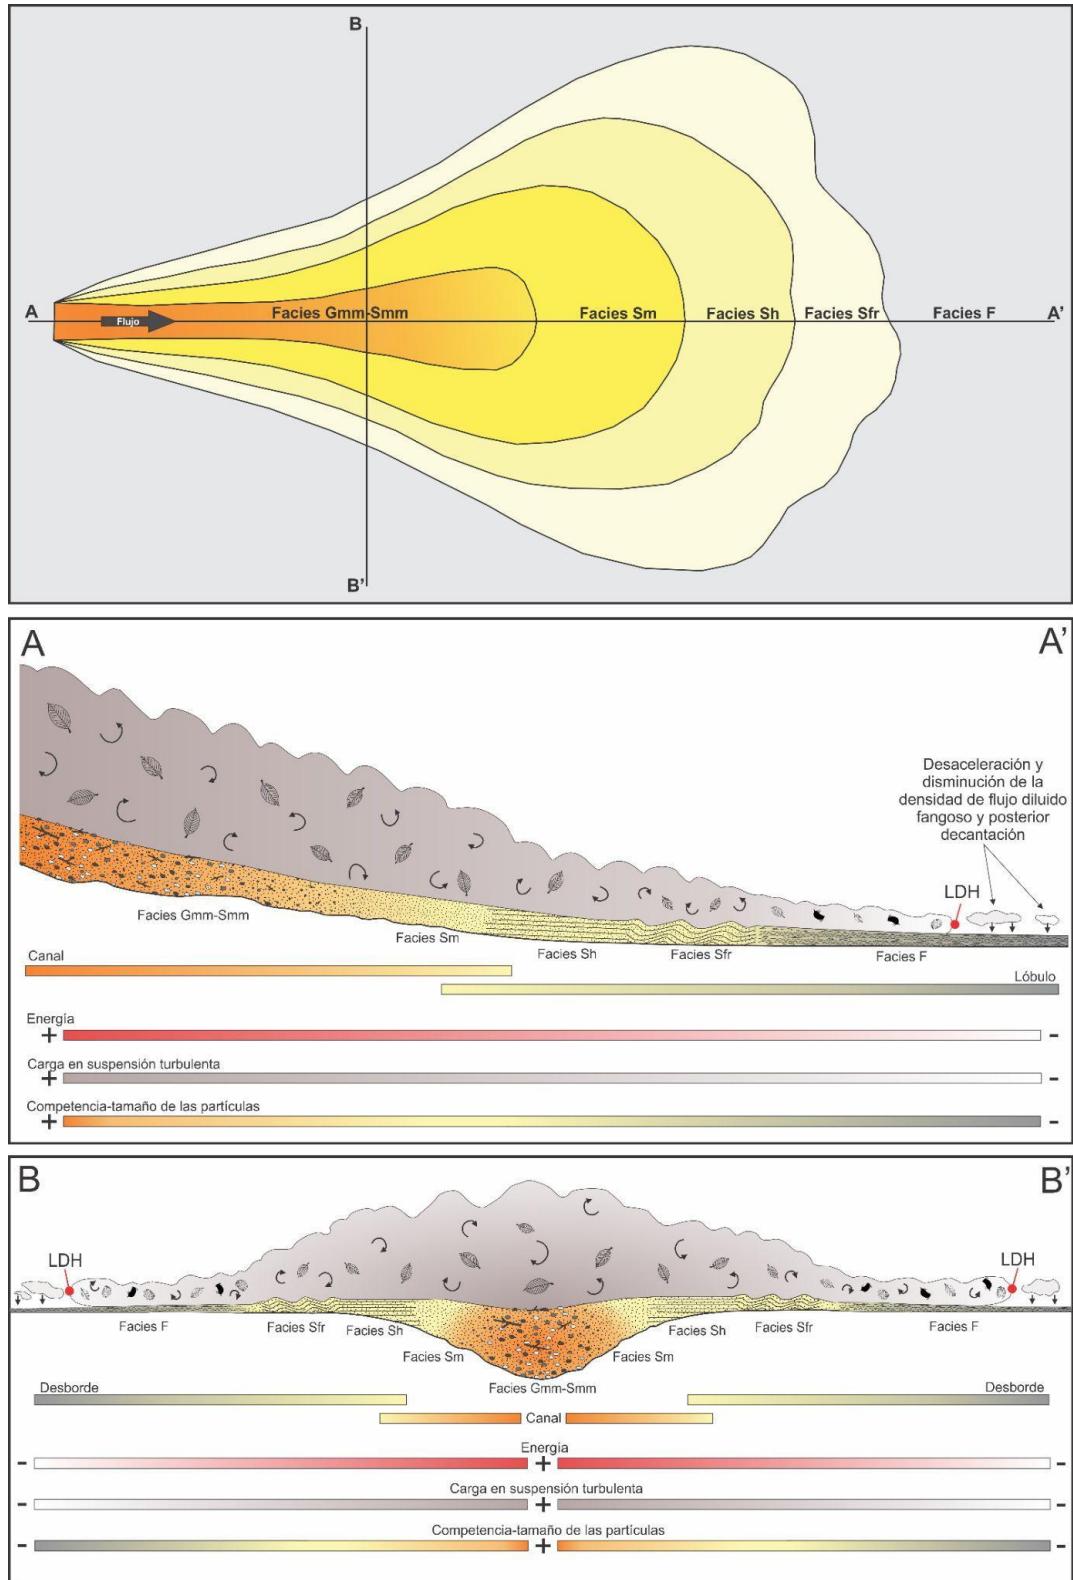 B
A
Flujo
Facies Gmm-Smm
Facies Sm
Facies Sh
Facies Sfr
Facies F
A'
B'
A
A'
Desaceleración y
disminución de la
densidad de flujo diluido
fangoso y posterior
decantación
LDH
Facies Gmm-Smm
Facies Sm
Facies Sh
Facies Sfr
Facies F
Canal
Lóbulo
Energía
+ -
Carga en suspensión turbulenta
+ -
Competencia-tamaño de las partículas
+ -
B
B'
LDH
LDH
Facies F
Facies Sfr
Facies Sh
Facies Sm
Facies Gmm-Smm
Facies Sm
Facies Sh
Facies Sfr
Facies F
Desborde
Desborde
Canal
Energía
- + -
Carga en suspensión turbulenta
- + -
Competencia-tamaño de las partículas
- + -